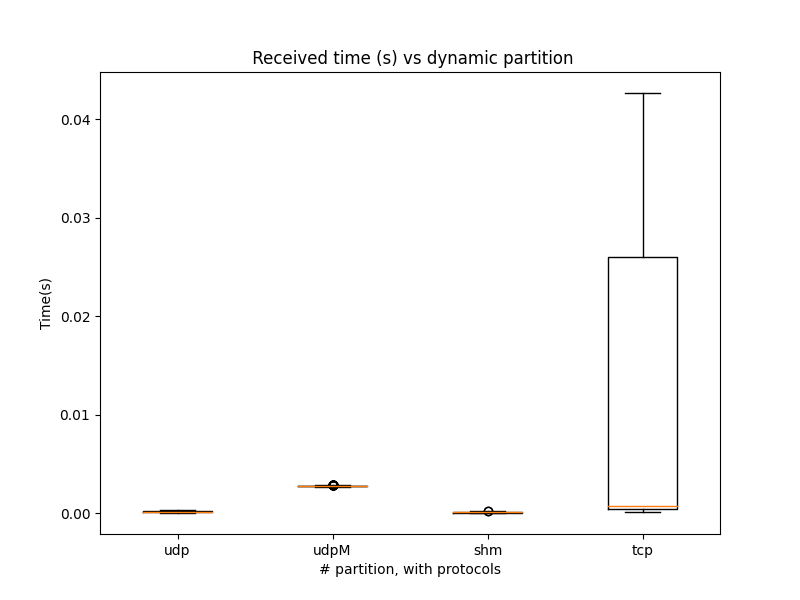 Received time (s) vs dynamic partition
0.04
0.03
0.02
0.01
0.00
Time(s)
udp
udpM
shm
tcp
# partition, with protocols